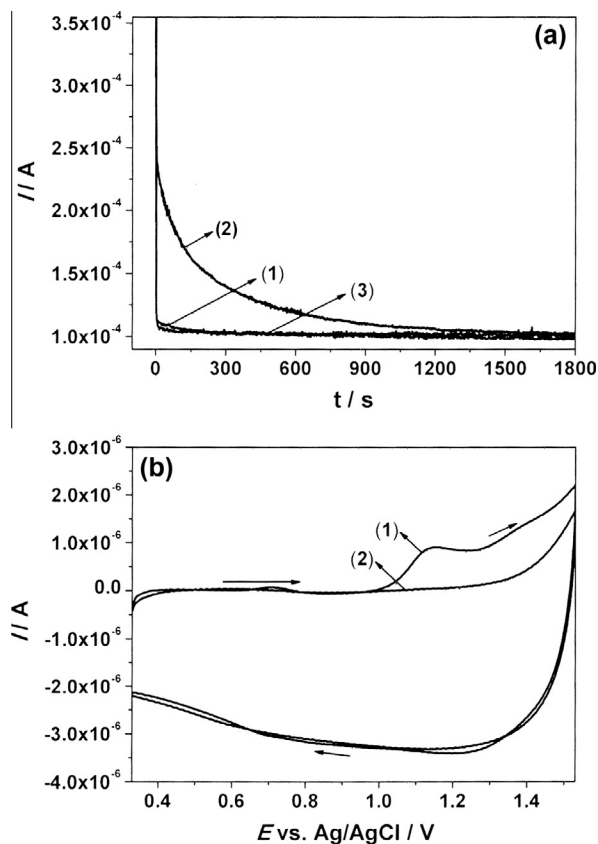 (a)
3.5x10⁻⁴
3.0x10⁻⁴
2.5x10⁻⁴
2.0x10⁻⁴
1.5x10⁻⁴
1.0x10⁻⁴
I / A
(2)
(1)
(3)
0 300 600 900 1200 1500 1800
t / s
(b)
3.0x10⁻⁶
2.0x10⁻⁶
1.0x10⁻⁶
0.0
-1.0x10⁻⁶
-2.0x10⁻⁶
-3.0x10⁻⁶
-4.0x10⁻⁶
I / A
(1)
(2)
0.4 0.6 0.8 1.0 1.2 1.4
E vs. Ag/AgCl / V